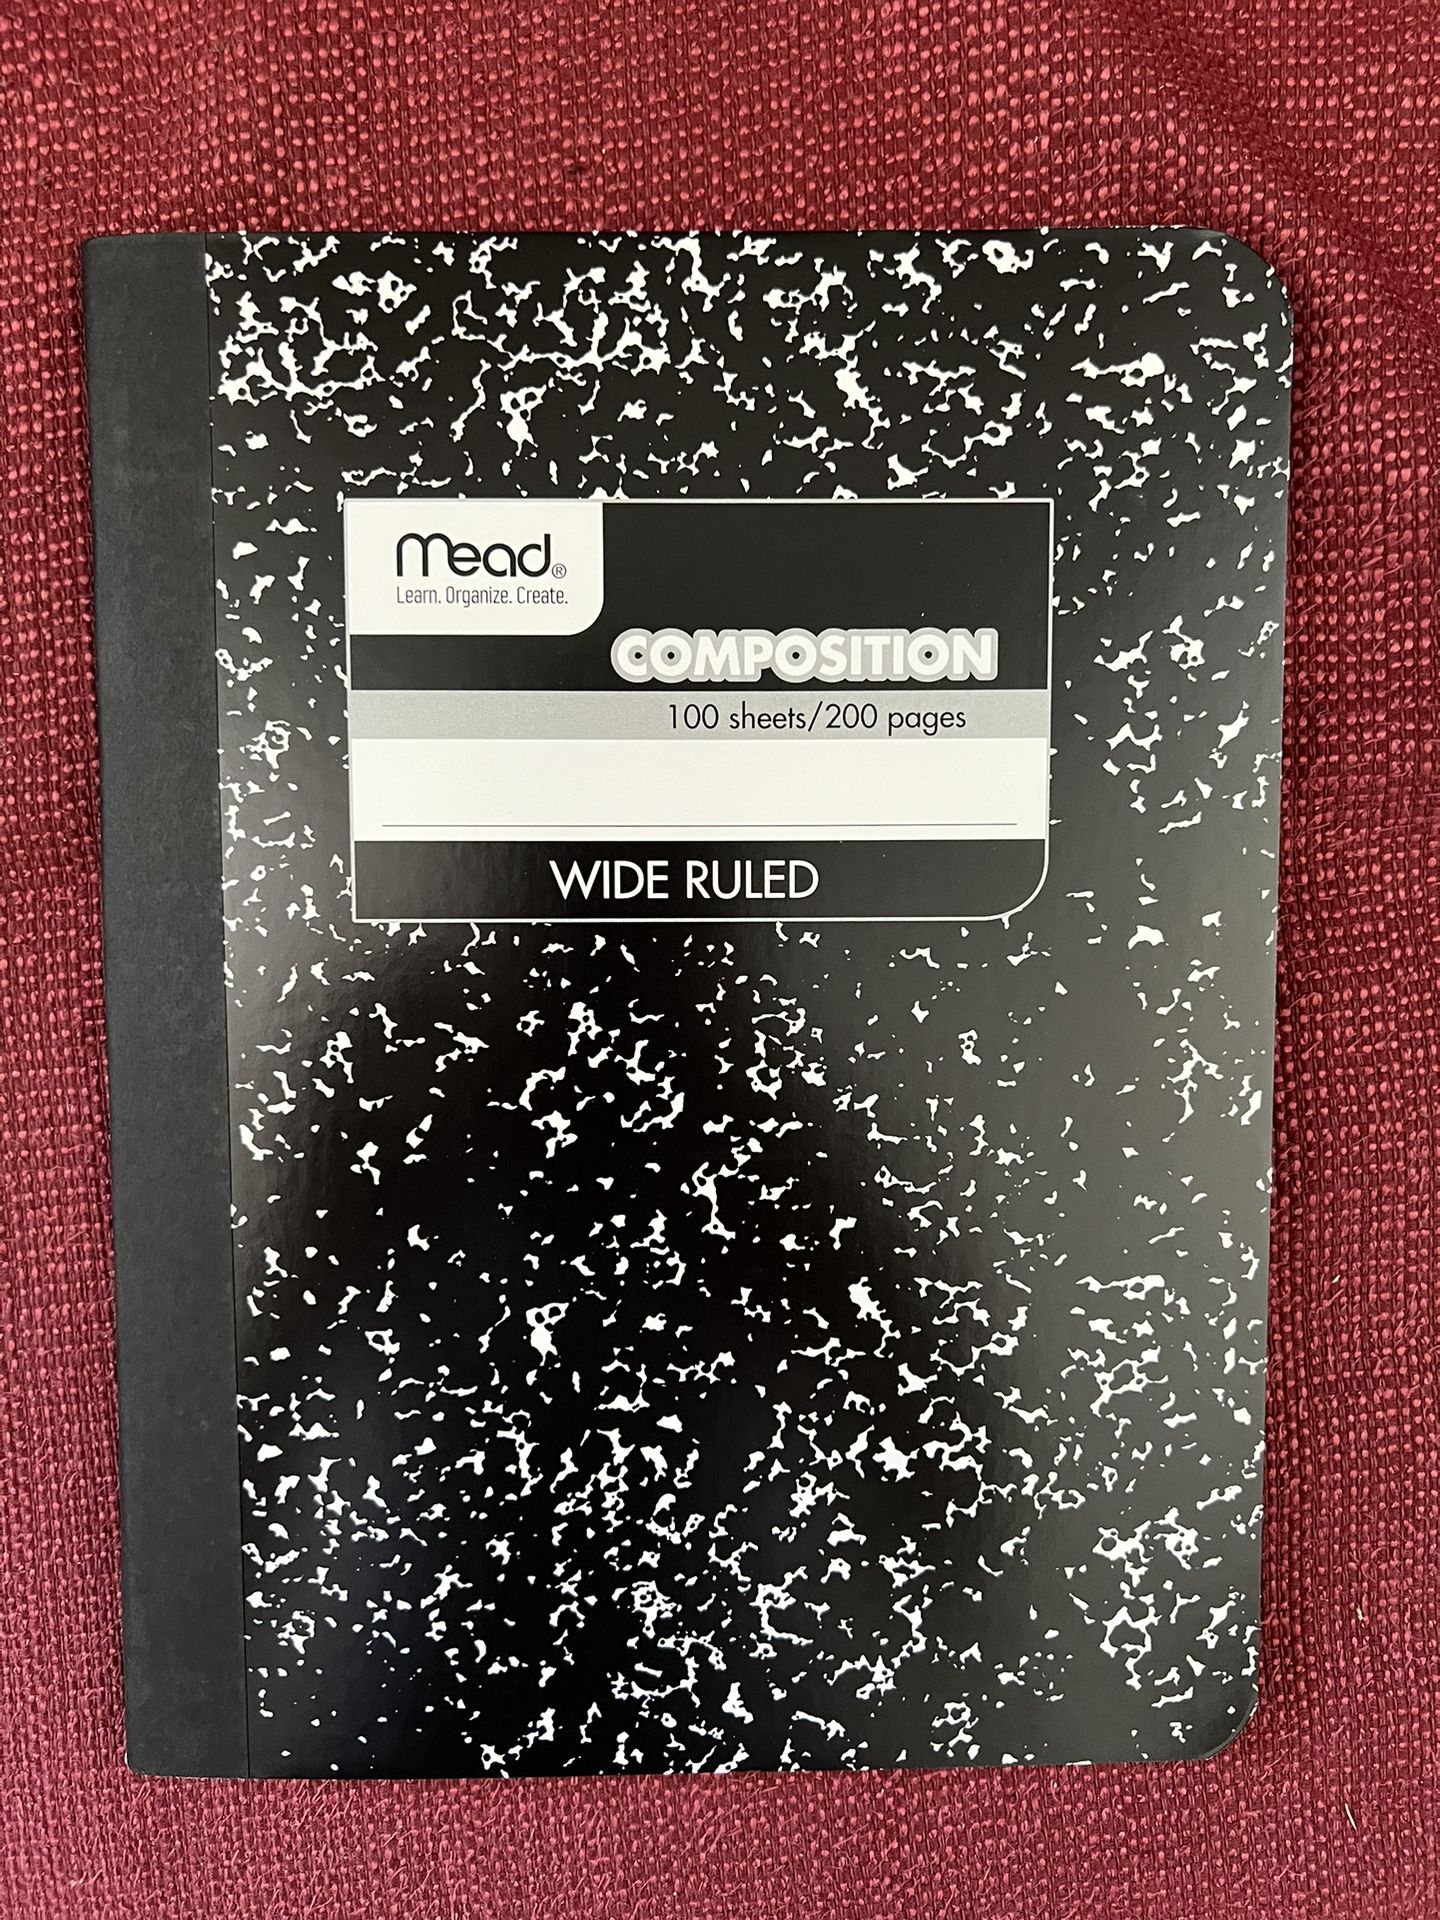 mead®
Learn. Organize. Create.
COMPOSITION
100 sheets/200 pages
WIDE RULED